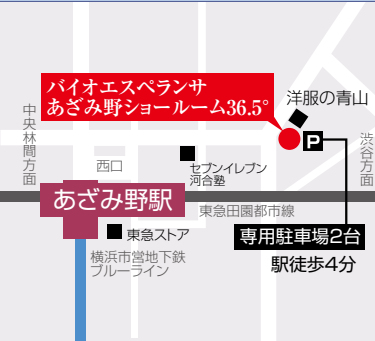 バイオエスペランサ
あざみ野ショールーム36.5°
洋服の青山
P
中央林間方面
渋谷方面
西口
セブンイレブン
河合塾
あざみ野駅
東急田園都市線
東急ストア
専用駐車場2台
駅徒歩4分
横浜市営地下鉄
ブルーライン